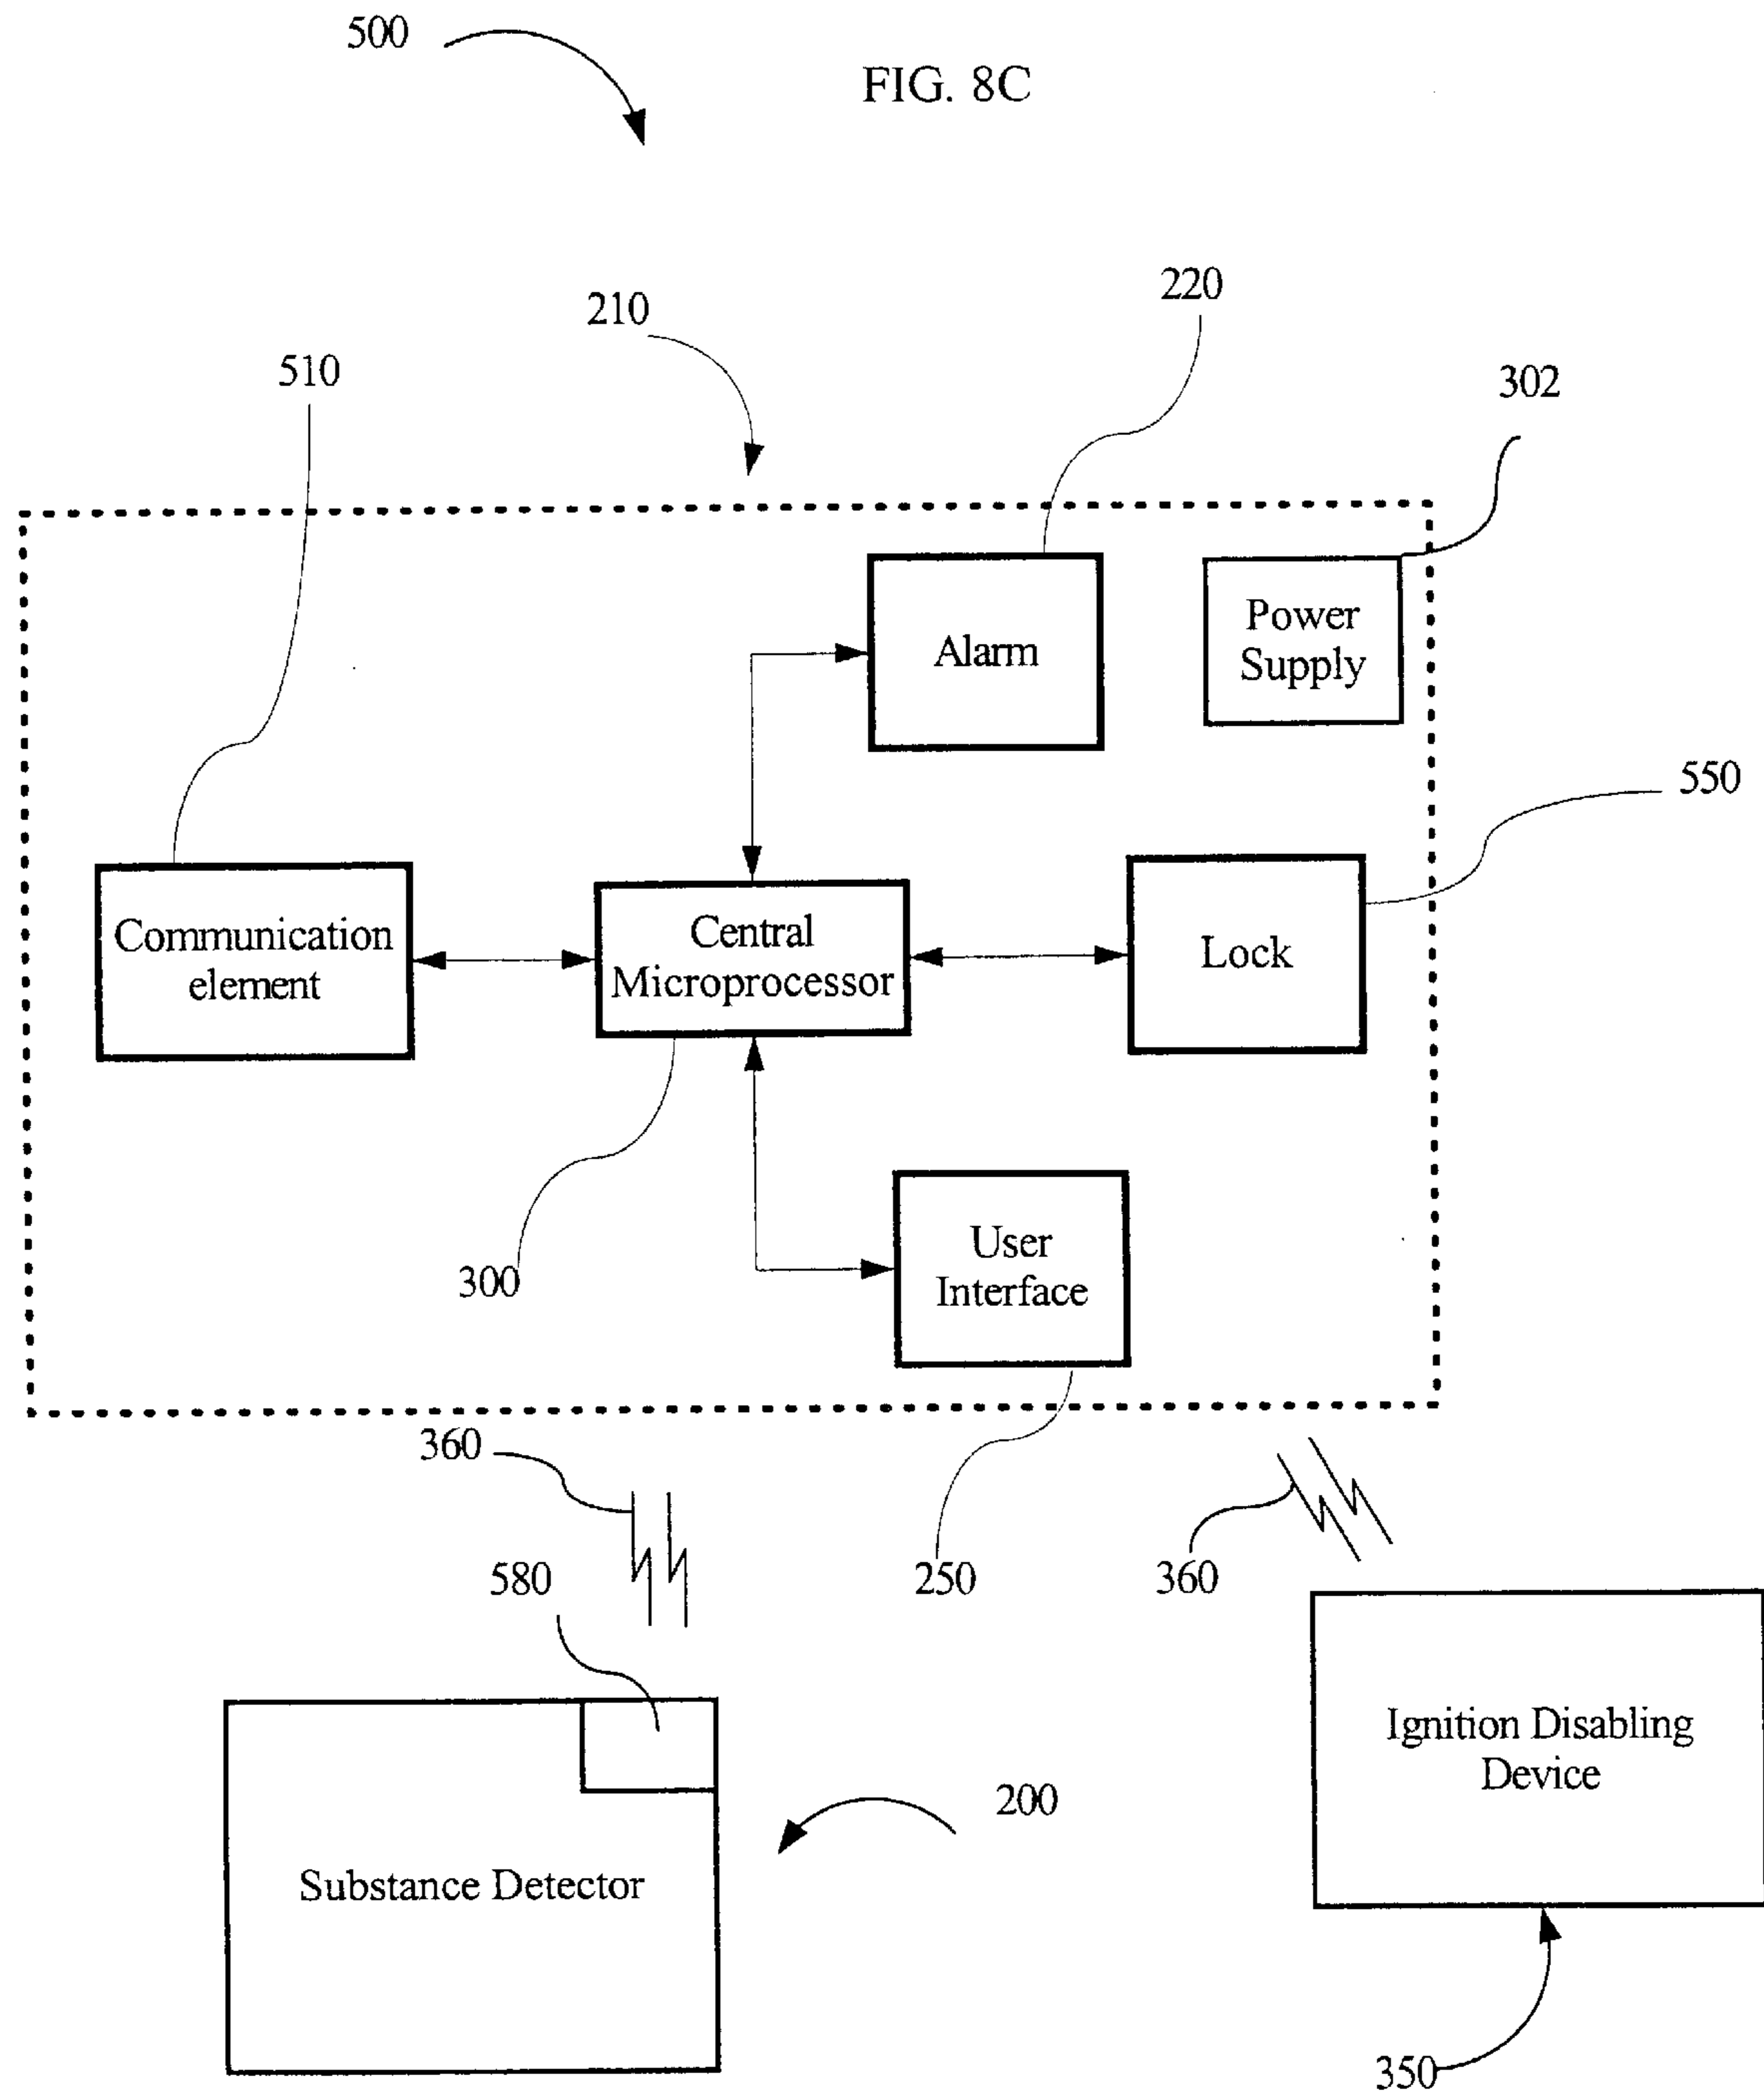 500
FIG. 8C
220
210
510
302
Power
Supply
Alarm
550
Communication
element
Central
Microprocessor
Lock
User
Interface
300
360
580
250
360
Ignition Disabling
Device
200
Substance Detector
350